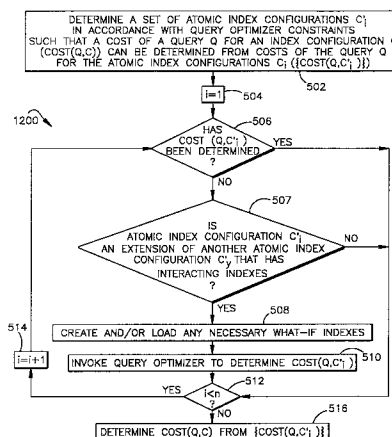 DETERMINE A SET OF ATOMIC INDEX CONFIGURATIONS C'i
IN ACCORDANCE WITH QUERY OPTIMIZER CONSTRAINTS
SUCH THAT A COST OF A QUERY Q FOR AN INDEX CONFIGURATION C
(COST(Q,C)) CAN BE DETERMINED FROM COSTS OF THE QUERY Q
FOR THE ATOMIC INDEX CONFIGURATIONS C'i ({COST(Q,C'i)})
502
i=1
504
1200
506
HAS
COST (Q,C'i)
BEEN DETERMINED
?
YES
NO
507
IS
ATOMIC INDEX CONFIGURATION C'i
AN EXTENSION OF ANOTHER ATOMIC INDEX
CONFIGURATION C'y THAT HAS
INTERACTING INDEXES
?
NO
YES
508
CREATE AND/OR LOAD ANY NECESSARY WHAT-IF INDEXES
514
i=i+1
510
INVOKE QUERY OPTIMIZER TO DETERMINE COST(Q,C'i)
512
YES
i<n
?
NO
516
DETERMINE COST(Q,C) FROM {COST(Q,C'i)}